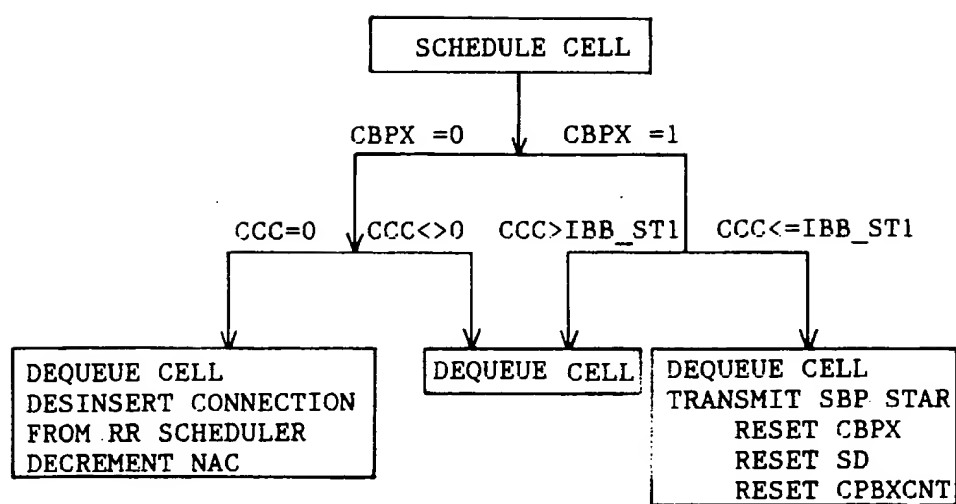 SCHEDULE CELL
CBPX =0
CBPX =1
CCC=0
CCC<>0
CCC>IBB_ST1
CCC<=IBB_ST1
DEQUEUE CELL
DESINSERT CONNECTION
FROM RR SCHEDULER
DECREMENT NAC
DEQUEUE CELL
DEQUEUE CELL
TRANSMIT SBP STAR
RESET CBPX
RESET SD
RESET CPBXCNT